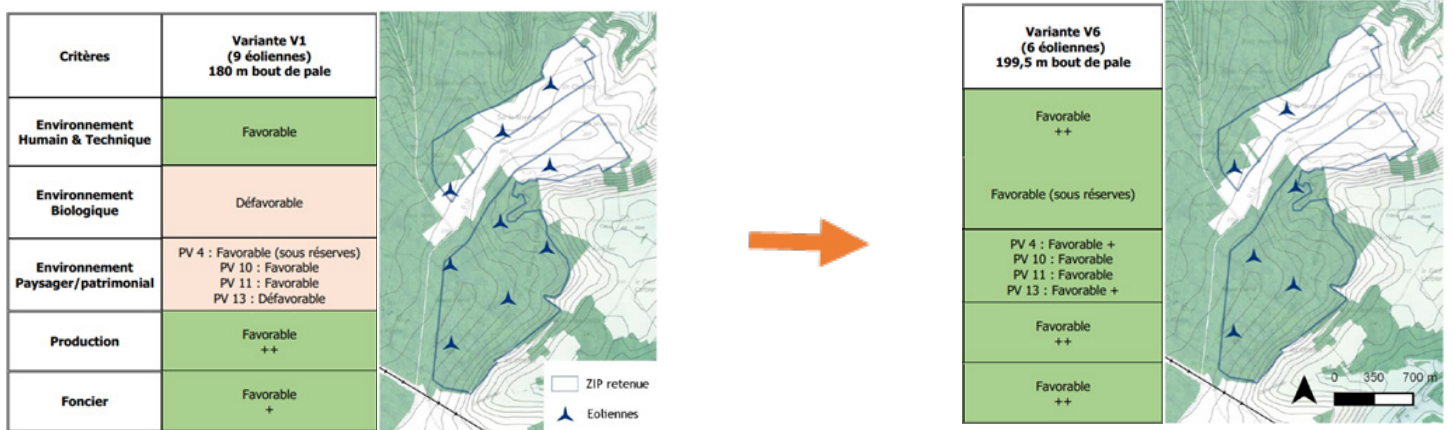 Critères
Variante V1
(9 éoliennes)
180 m bout de pale
Environnement
Humain & Technique
Favorable
Environnement
Biologique
Défavorable
Environnement
Paysager/patrimonial
PV 4 : Favorable (sous réserves)
PV 10 : Favorable
PV 11 : Favorable
PV 13 : Défavorable
Production
Favorable
++
Foncier
Favorable
+
ZIP retenue
Eoliennes
Variante V6
(6 éoliennes)
199,5 m bout de pale
Favorable
++
Favorable (sous réserves)
PV 4 : Favorable +
PV 10 : Favorable
PV 11 : Favorable
PV 13 : Favorable +
Favorable
++
Favorable
++
0 350 700 m